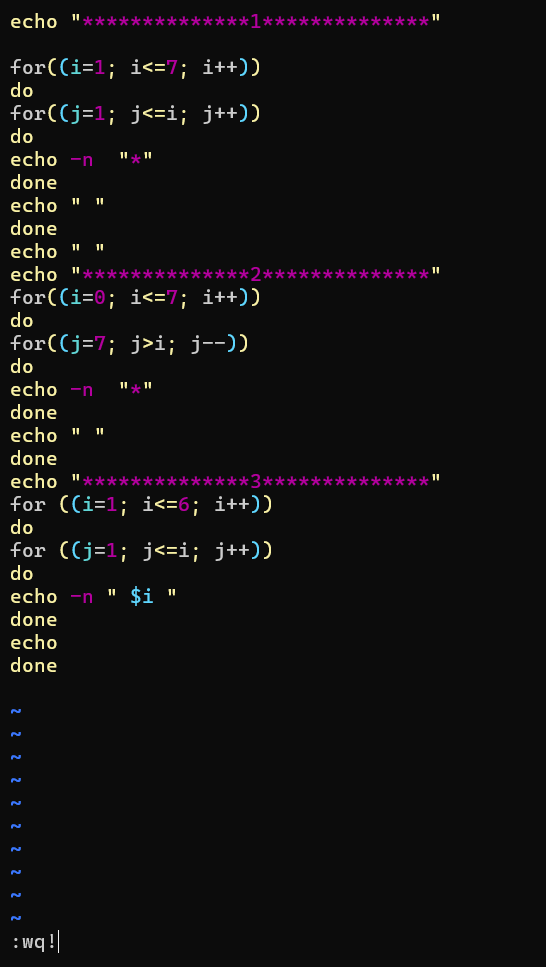 echo "**************1**************"
for((i=1; i<=7; i++))
do
for((j=1; j<=i; j++))
do
echo -n  "*"
done
echo " "
done
echo " "
echo "**************2**************"
for((i=0; i<=7; i++))
do
for((j=7; j>i; j--))
do
echo -n  "*"
done
echo " "
done
echo "**************3**************"
for ((i=1; i<=6; i++))
do
for ((j=1; j<=i; j++))
do
echo -n " $i "
done
echo
done
~
~
~
~
~
~
~
~
~
~
:wq!